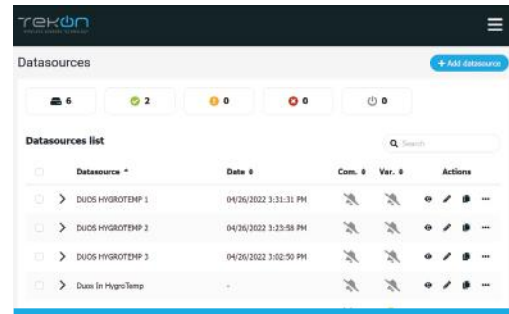 TEKON
Datasources
+ Add datasource
6
2
0
0
0
Datasources list
Search
Datasource Date Com. Var. Actions
DUOS HYGROTEMP 1 04/26/2022 3:31:31 PM
DUOS HYGROTEMP 2 04/26/2022 3:23:58 PM
DUOS HYGROTEMP 3 04/26/2022 3:02:50 PM
Duos In HygroTemp -